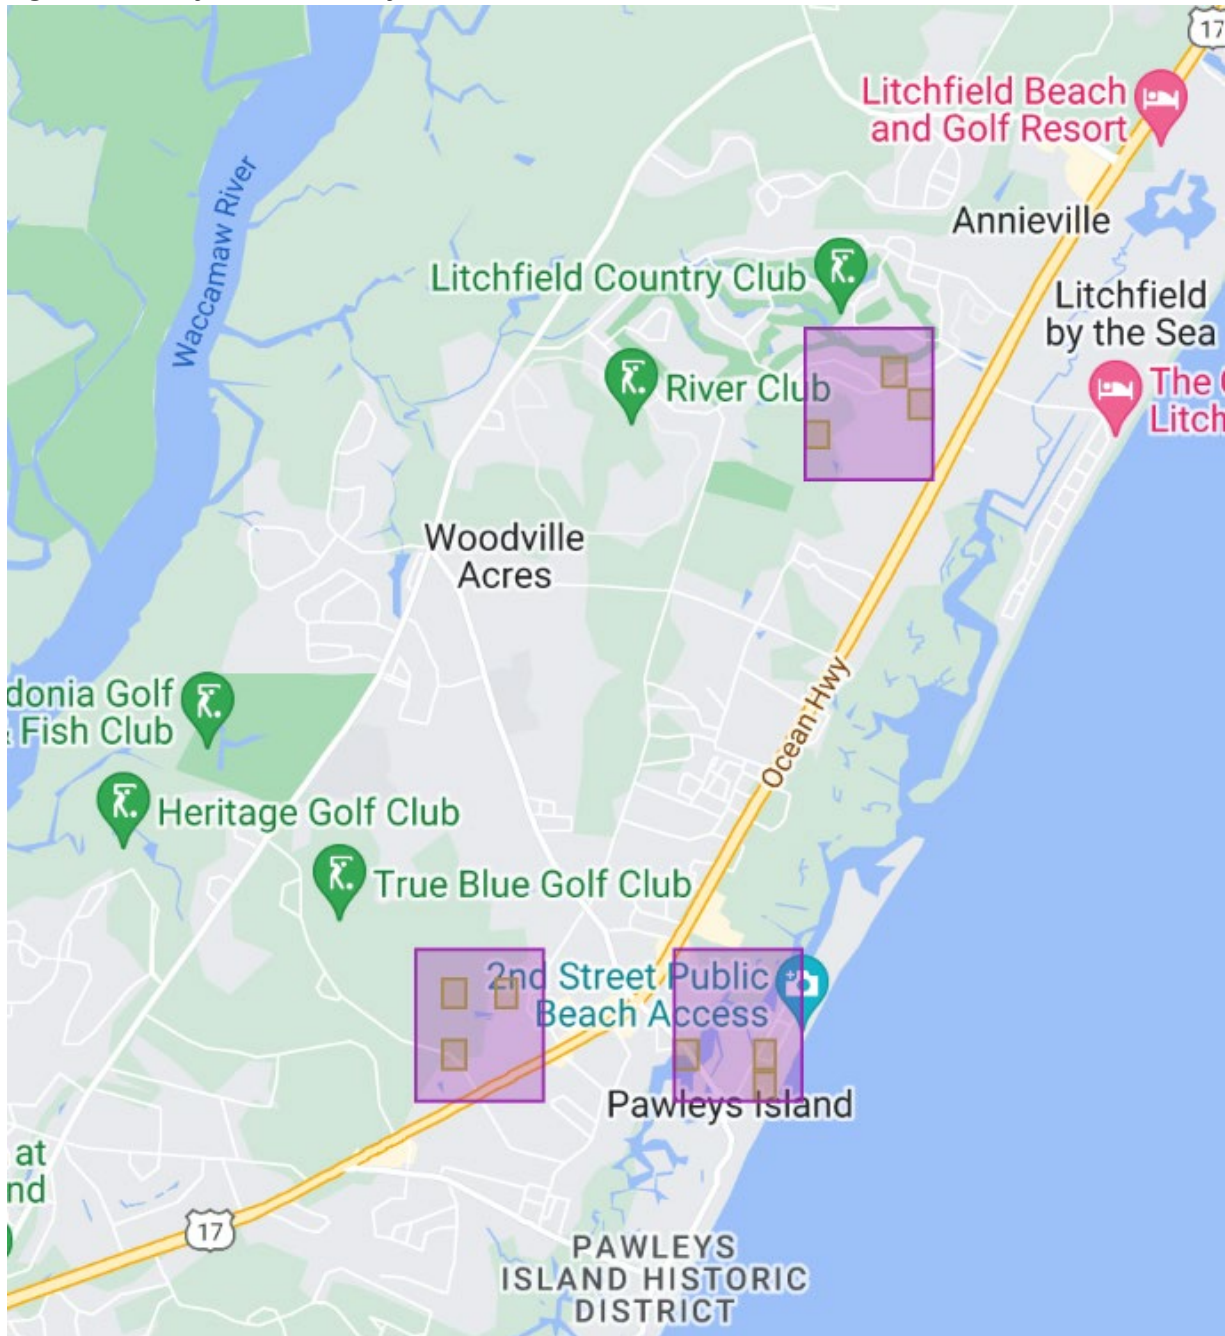 17
Litchfield Beach
and Golf Resort
Annieville
Waccamaw River
Litchfield Country Club
Litchfield
by the Sea
River Club
The
Litch
Woodville
Acres
Ocean Hwy
donia Golf
& Fish Club
Heritage Golf Club
True Blue Golf Club
2nd Street Public
Beach Access
Pawleys Island
at
nd
17
PAWLEYS
ISLAND HISTORIC
DISTRICT